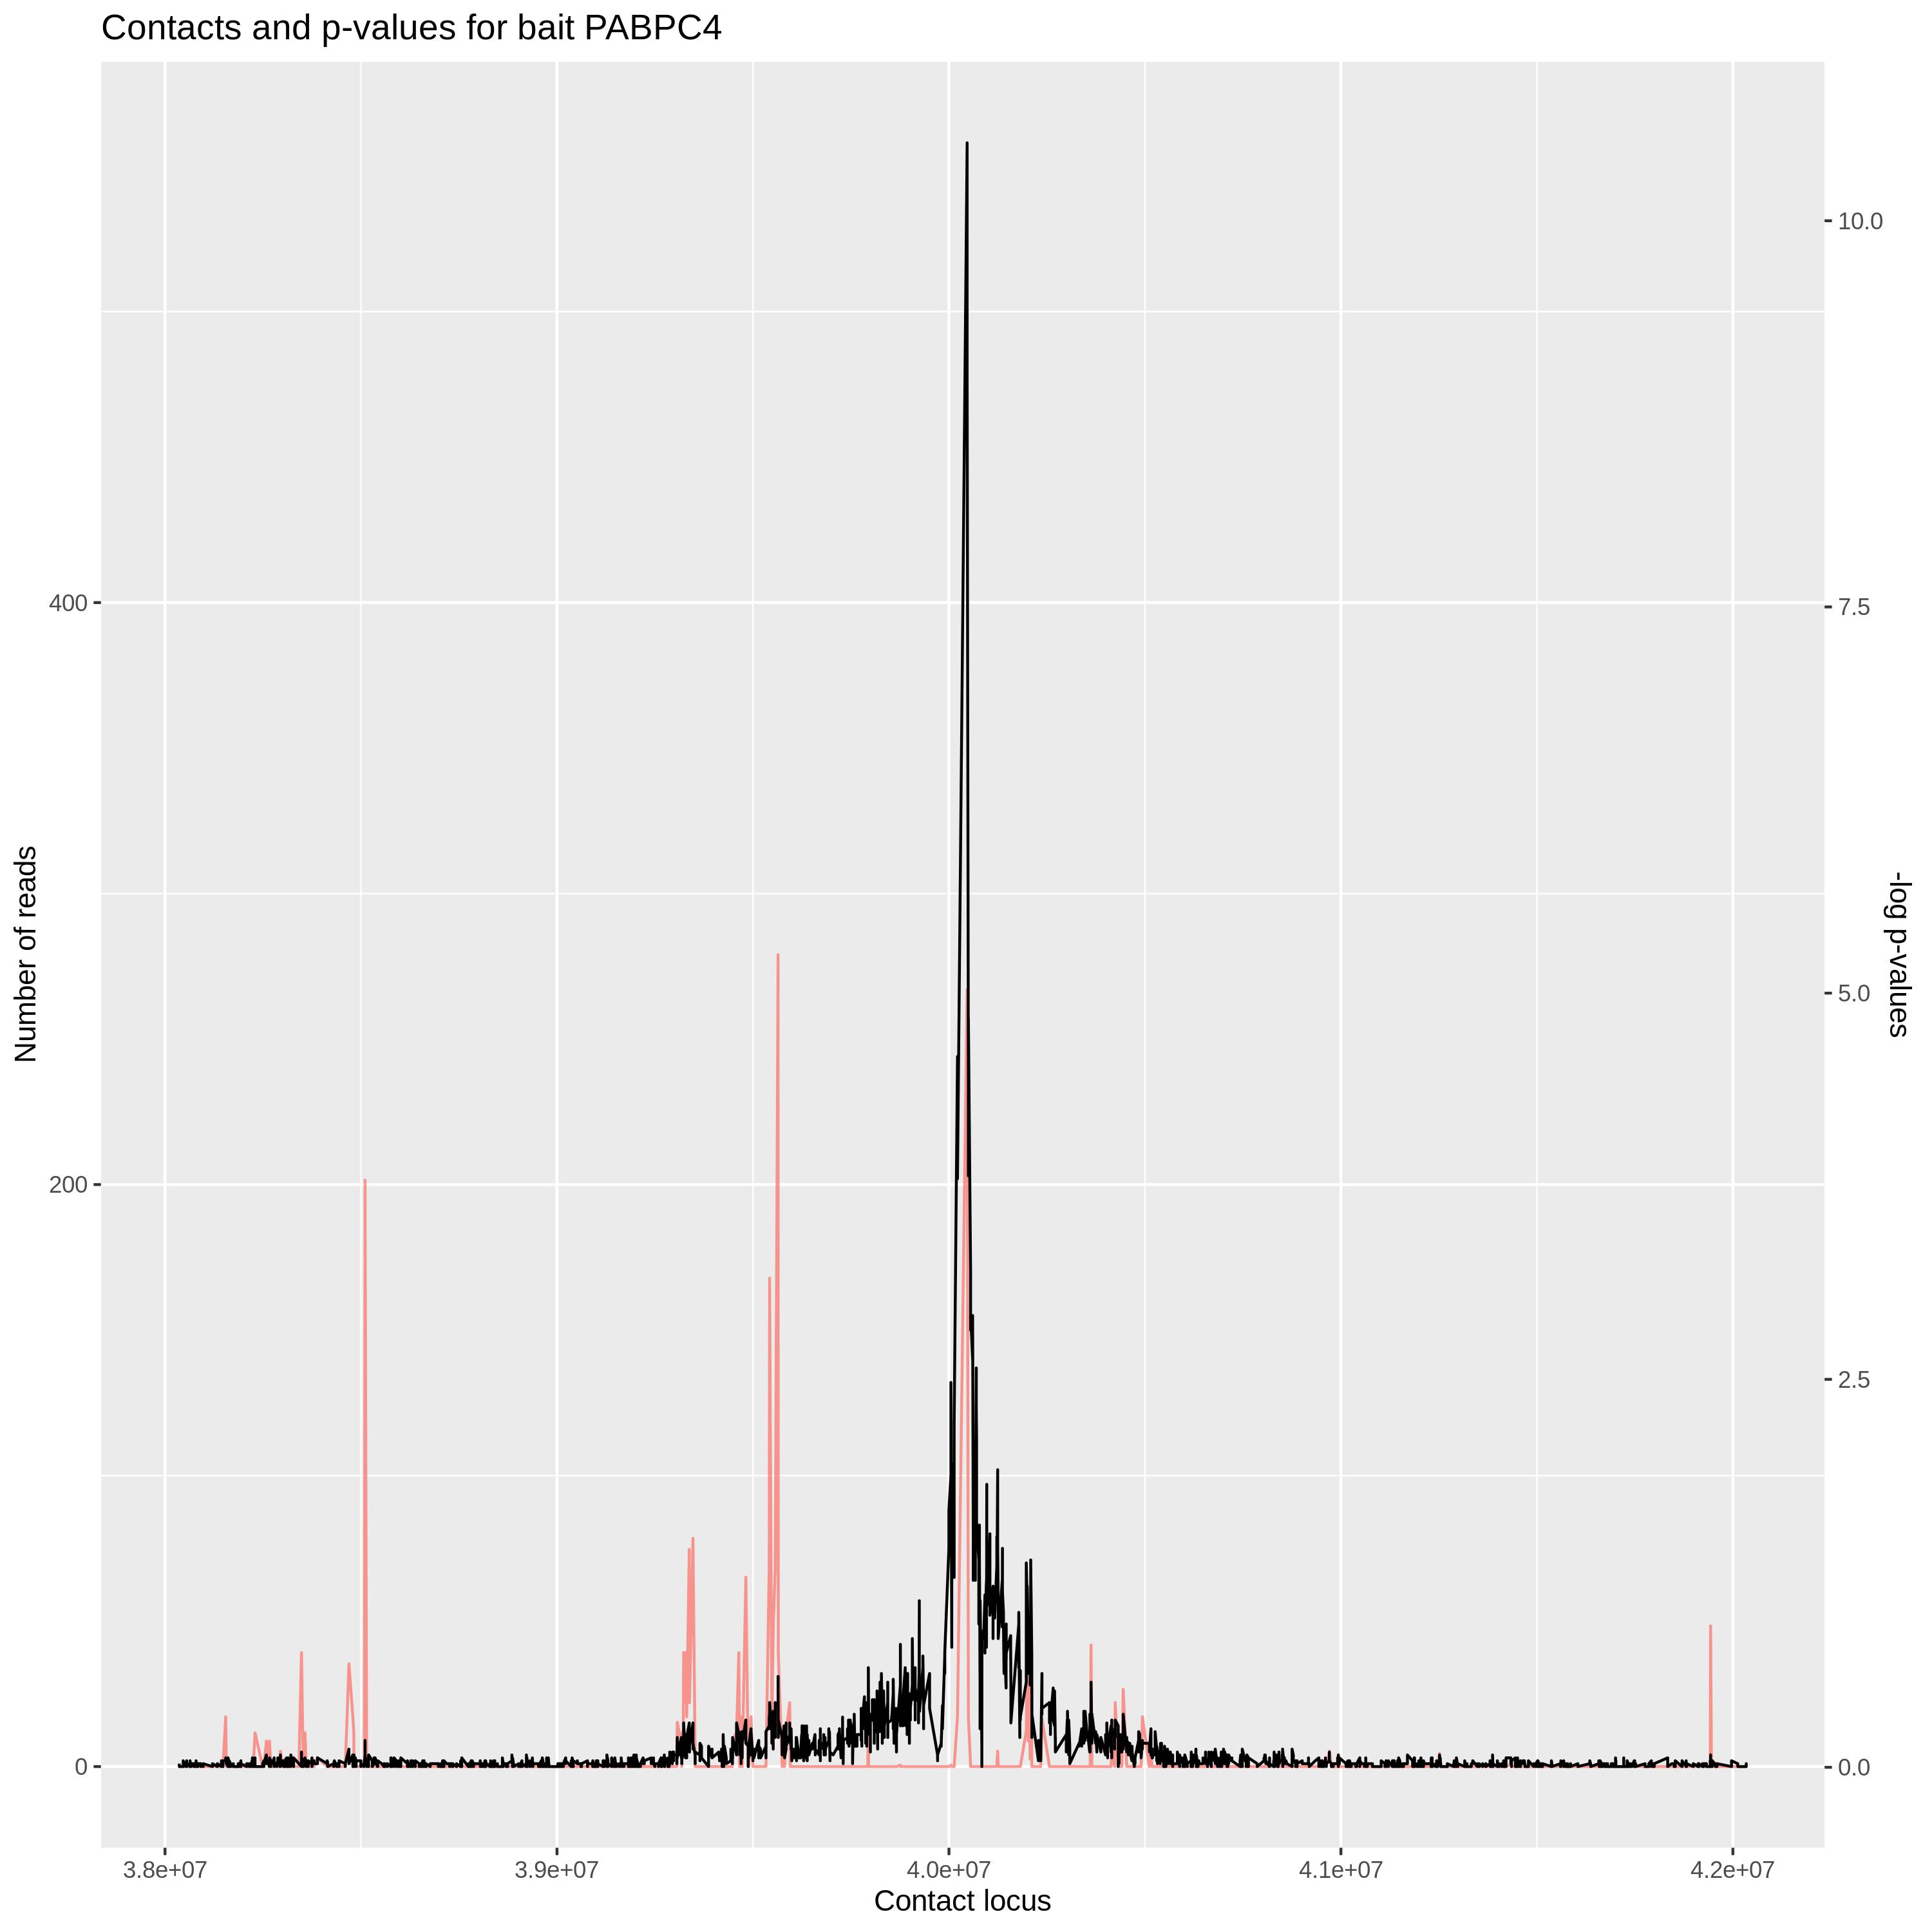 Contacts and p-values for bait PABPC4
10.0
400
7.5
Number of reads
-log p-values
5.0
200
2.5
0
0.0
3.8e+07
3.9e+07
4.0e+07
4.1e+07
4.2e+07
Contact locus